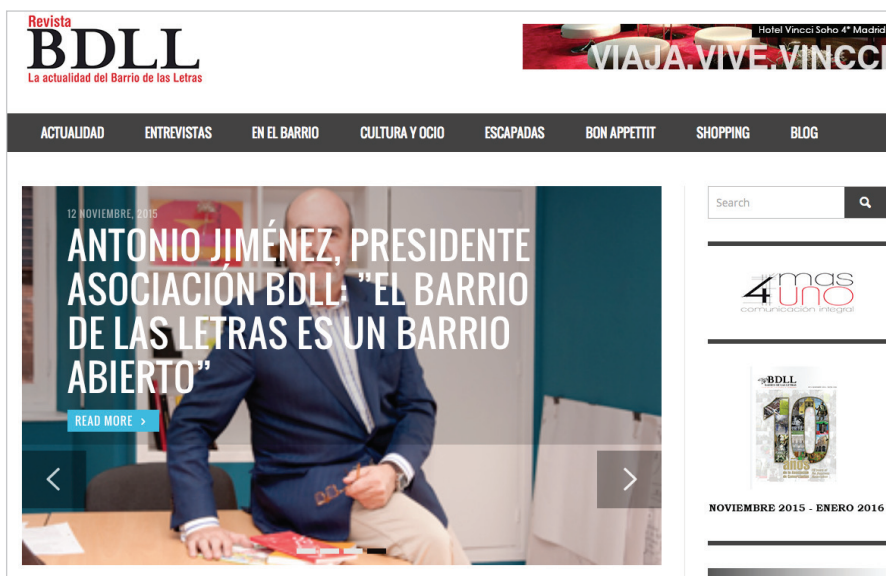 Revista
BDLL
La actualidad del Barrio de las Letras
Hotel Vincci Soho 4* Madrid
VIAJA.VIVE.VINCCI
ACTUALIDAD ENTREVISTAS EN EL BARRIO CULTURA Y OCIO ESCAPADAS BON APPETTIT SHOPPING BLOG
12 NOVIEMBRE, 2015
ANTONIO JIMÉNEZ, PRESIDENTE
ASOCIACIÓN BDLL: ”EL BARRIO
DE LAS LETRAS ES UN BARRIO
ABIERTO”
READ MORE >
Search
4 mas
uno
comunicación integral
BDLL
10
años
NOVIEMBRE 2015 - ENERO 2016